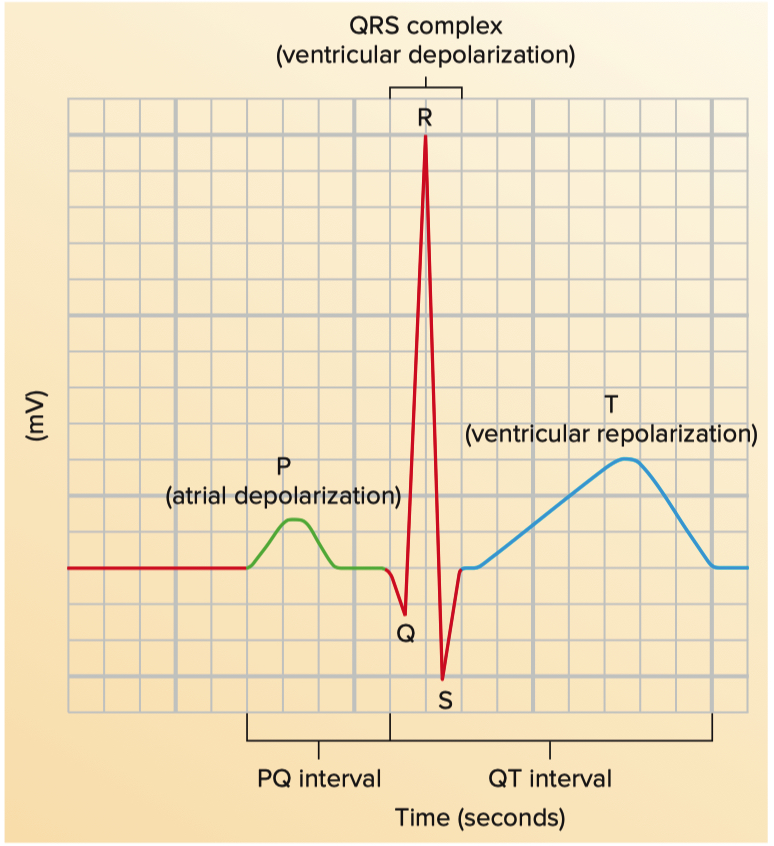 QRS complex
(ventricular depolarization)
R
(mV)
T
(ventricular repolarization)
P
(atrial depolarization)
Q
S
PQ interval
QT interval
Time (seconds)